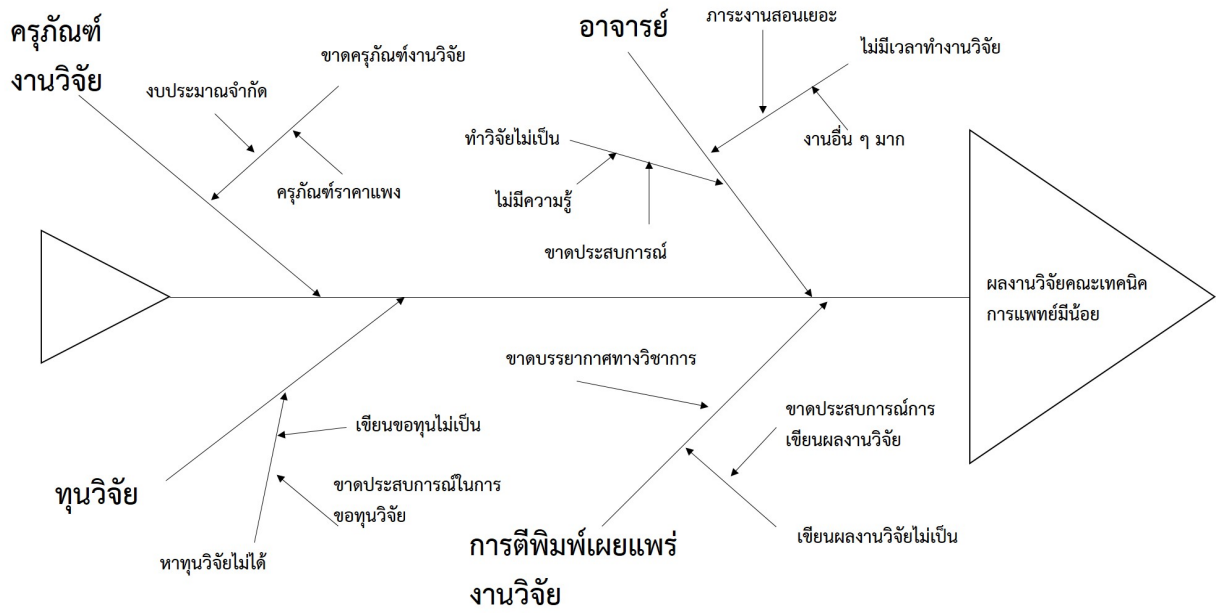 ครุภัณฑ์
งานวิจัย
ขาดครุภัณฑ์งานวิจัย
งบประมาณจำกัด
ครุภัณฑ์ราคาแพง
อาจารย์
ภาระงานสอนเยอะ
ไม่มีเวลาทำงานวิจัย
งานอื่น ๆ มาก
ทำวิจัยไม่เป็น
ไม่มีความรู้
ขาดประสบการณ์
ผลงานวิจัยคณะเทคนิค
การแพทย์มีน้อย
ทุนวิจัย
เขียนขอทุนไม่เป็น
ขาดประสบการณ์ในการ
ขอทุนวิจัย
หาทุนวิจัยไม่ได้
ขาดบรรยากาศทางวิชาการ
ขาดประสบการณ์การ
เขียนผลงานวิจัย
เขียนผลงานวิจัยไม่เป็น
การตีพิมพ์เผยแพร่
งานวิจัย